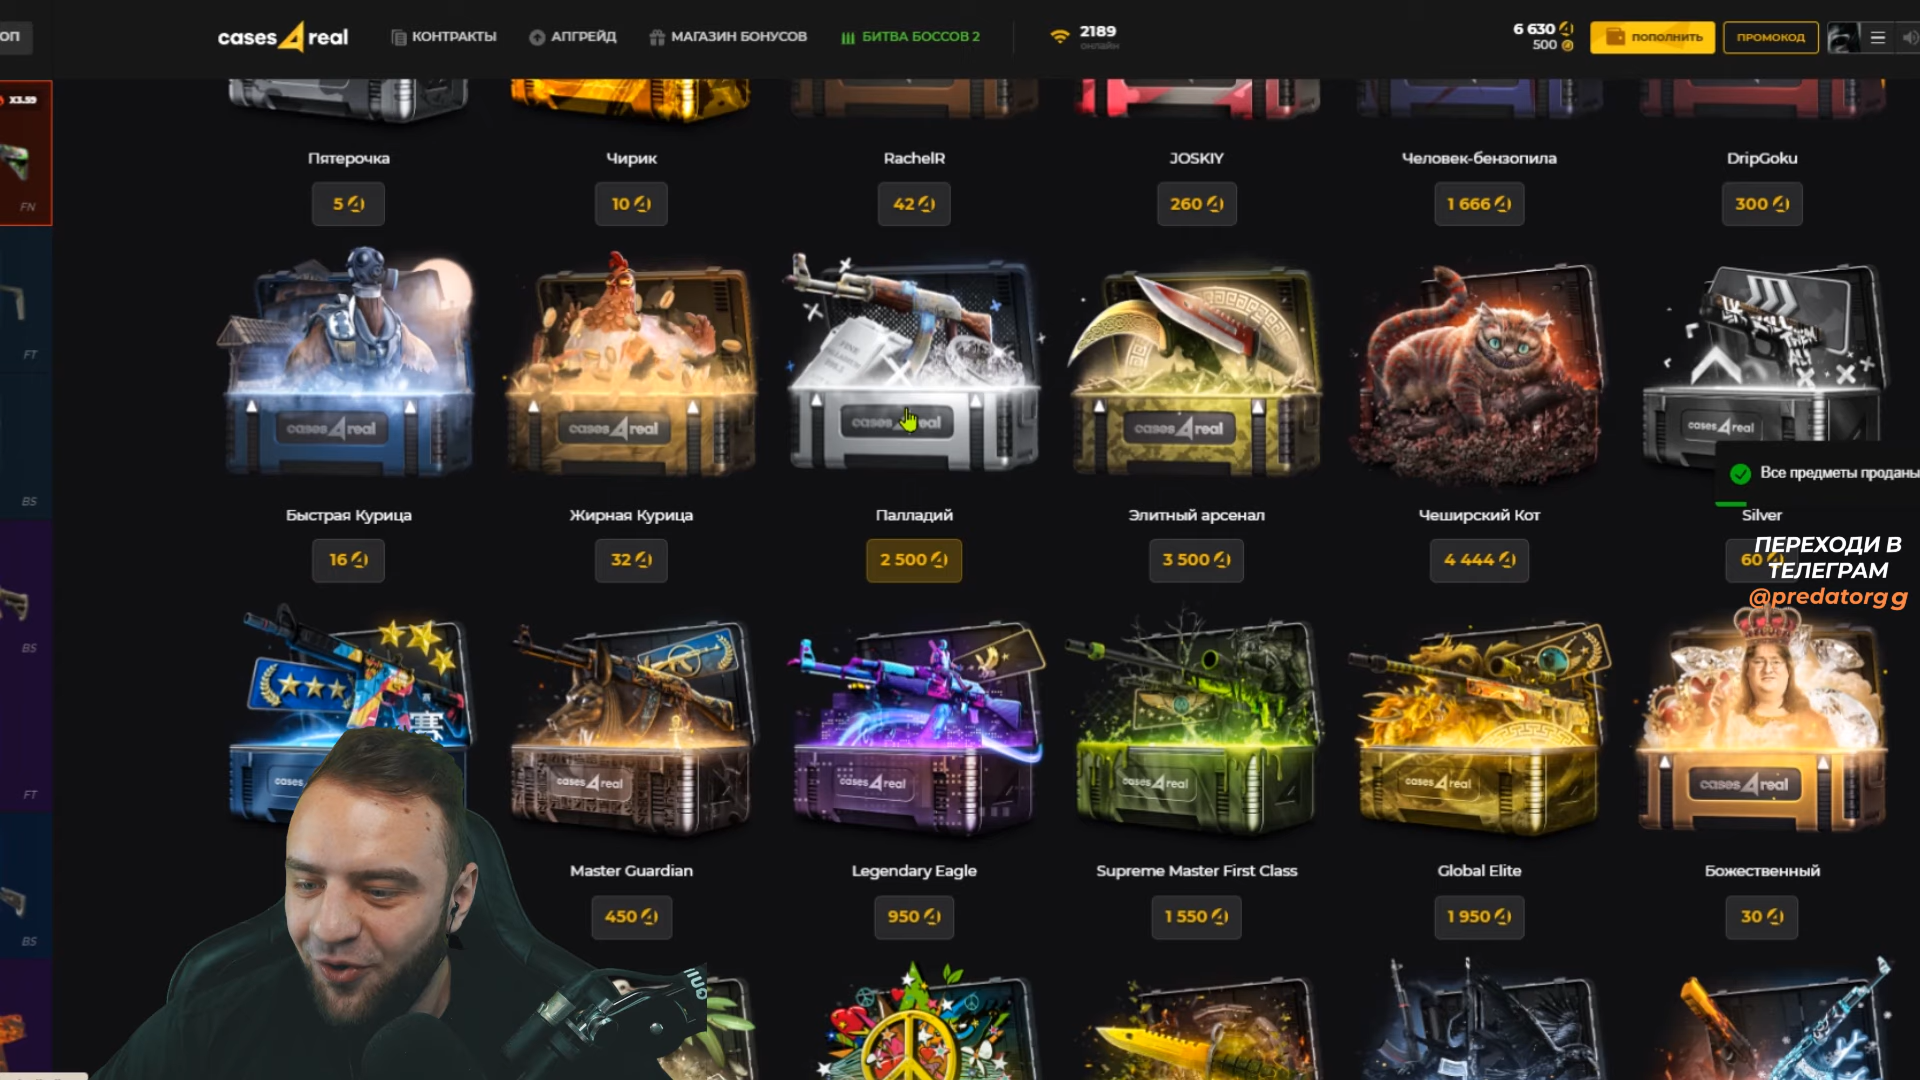 ОП
cases4real
КОНТРАКТЫ
АПГРЕЙД
МАГАЗИН БОНУСОВ
БИТВА БОССОВ 2
2189
онлайн
6 630
500
ПОПОЛНИТЬ
ПРОМОКОД
X3.59
FN
FT
BS
BS
FT
BS
Пятерочка
Чирик
RachelR
JOSKIY
Человек-бензопила
DripGoku
5
10
42
260
1 666
300
cases4real
cases4real
cases4real
cases4real
cases4real
Все предметы проданы
Быстрая Курица
Жирная Курица
Палладий
Элитный арсенал
Чеширский Кот
Silver
16
32
2 500
3 500
4 444
60
ПЕРЕХОДИ В
ТЕЛЕГРАМ
@predatorgg
cases
cases4real
cases4real
cases4real
cases4real
cases4real
Master Guardian
Legendary Eagle
Supreme Master First Class
Global Elite
Божественный
450
950
1 550
1 950
30